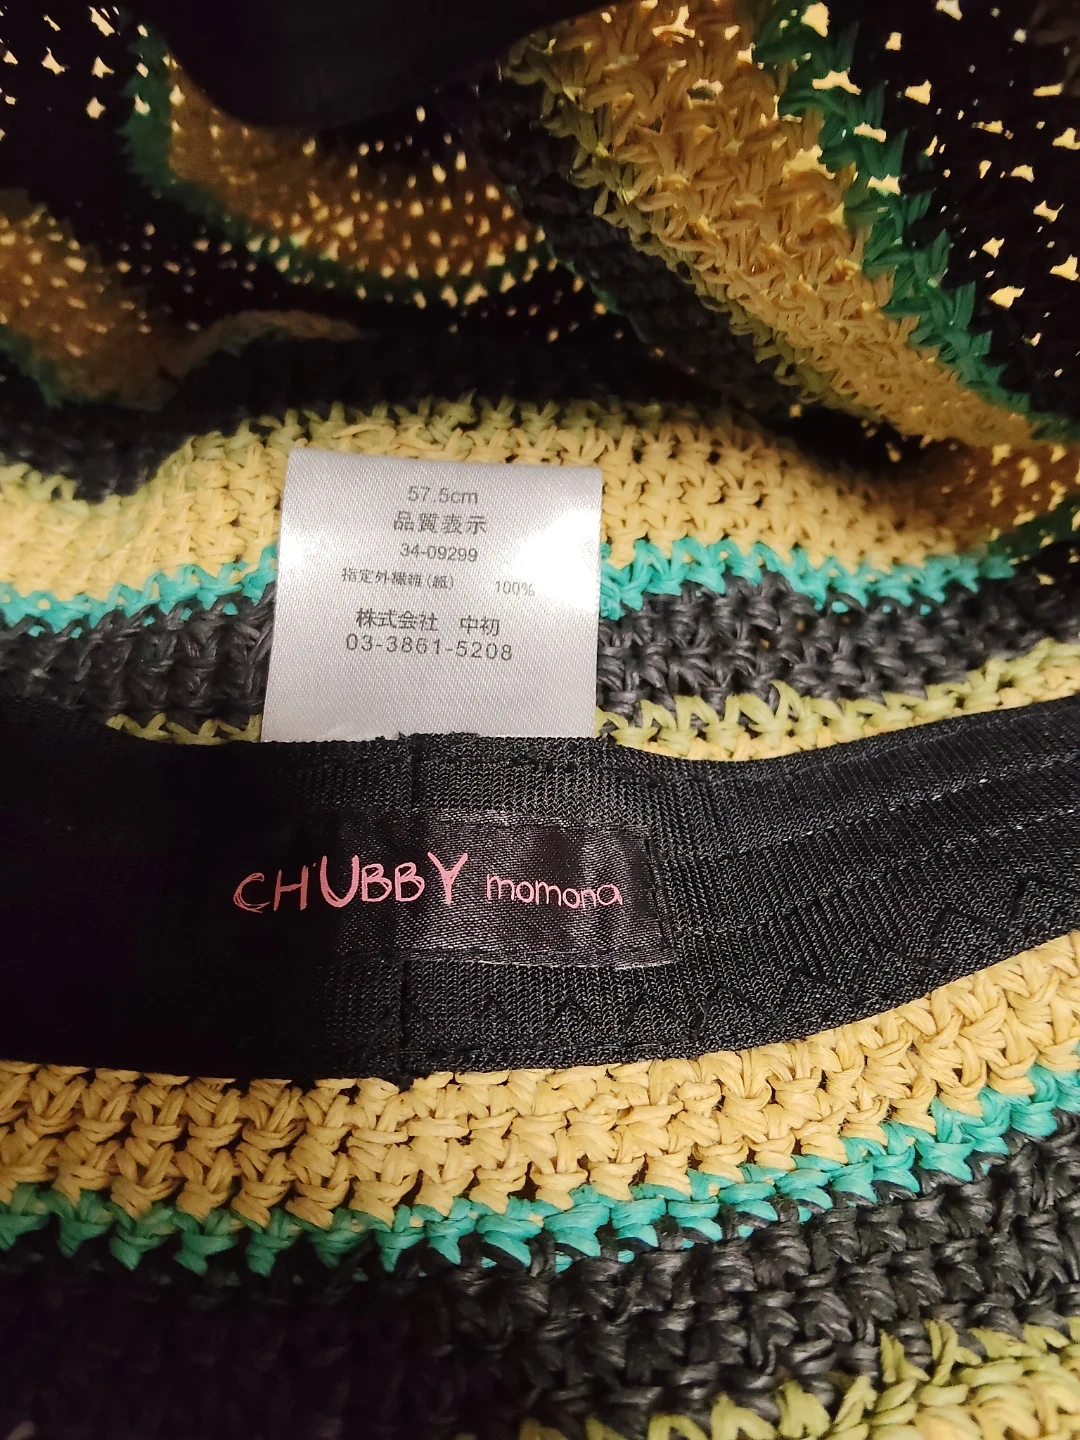 57.5cm
品質表示
34-09299
指定外繊維(紙) 100%
株式会社 中初
03-3861-5208
CHUBBY momona